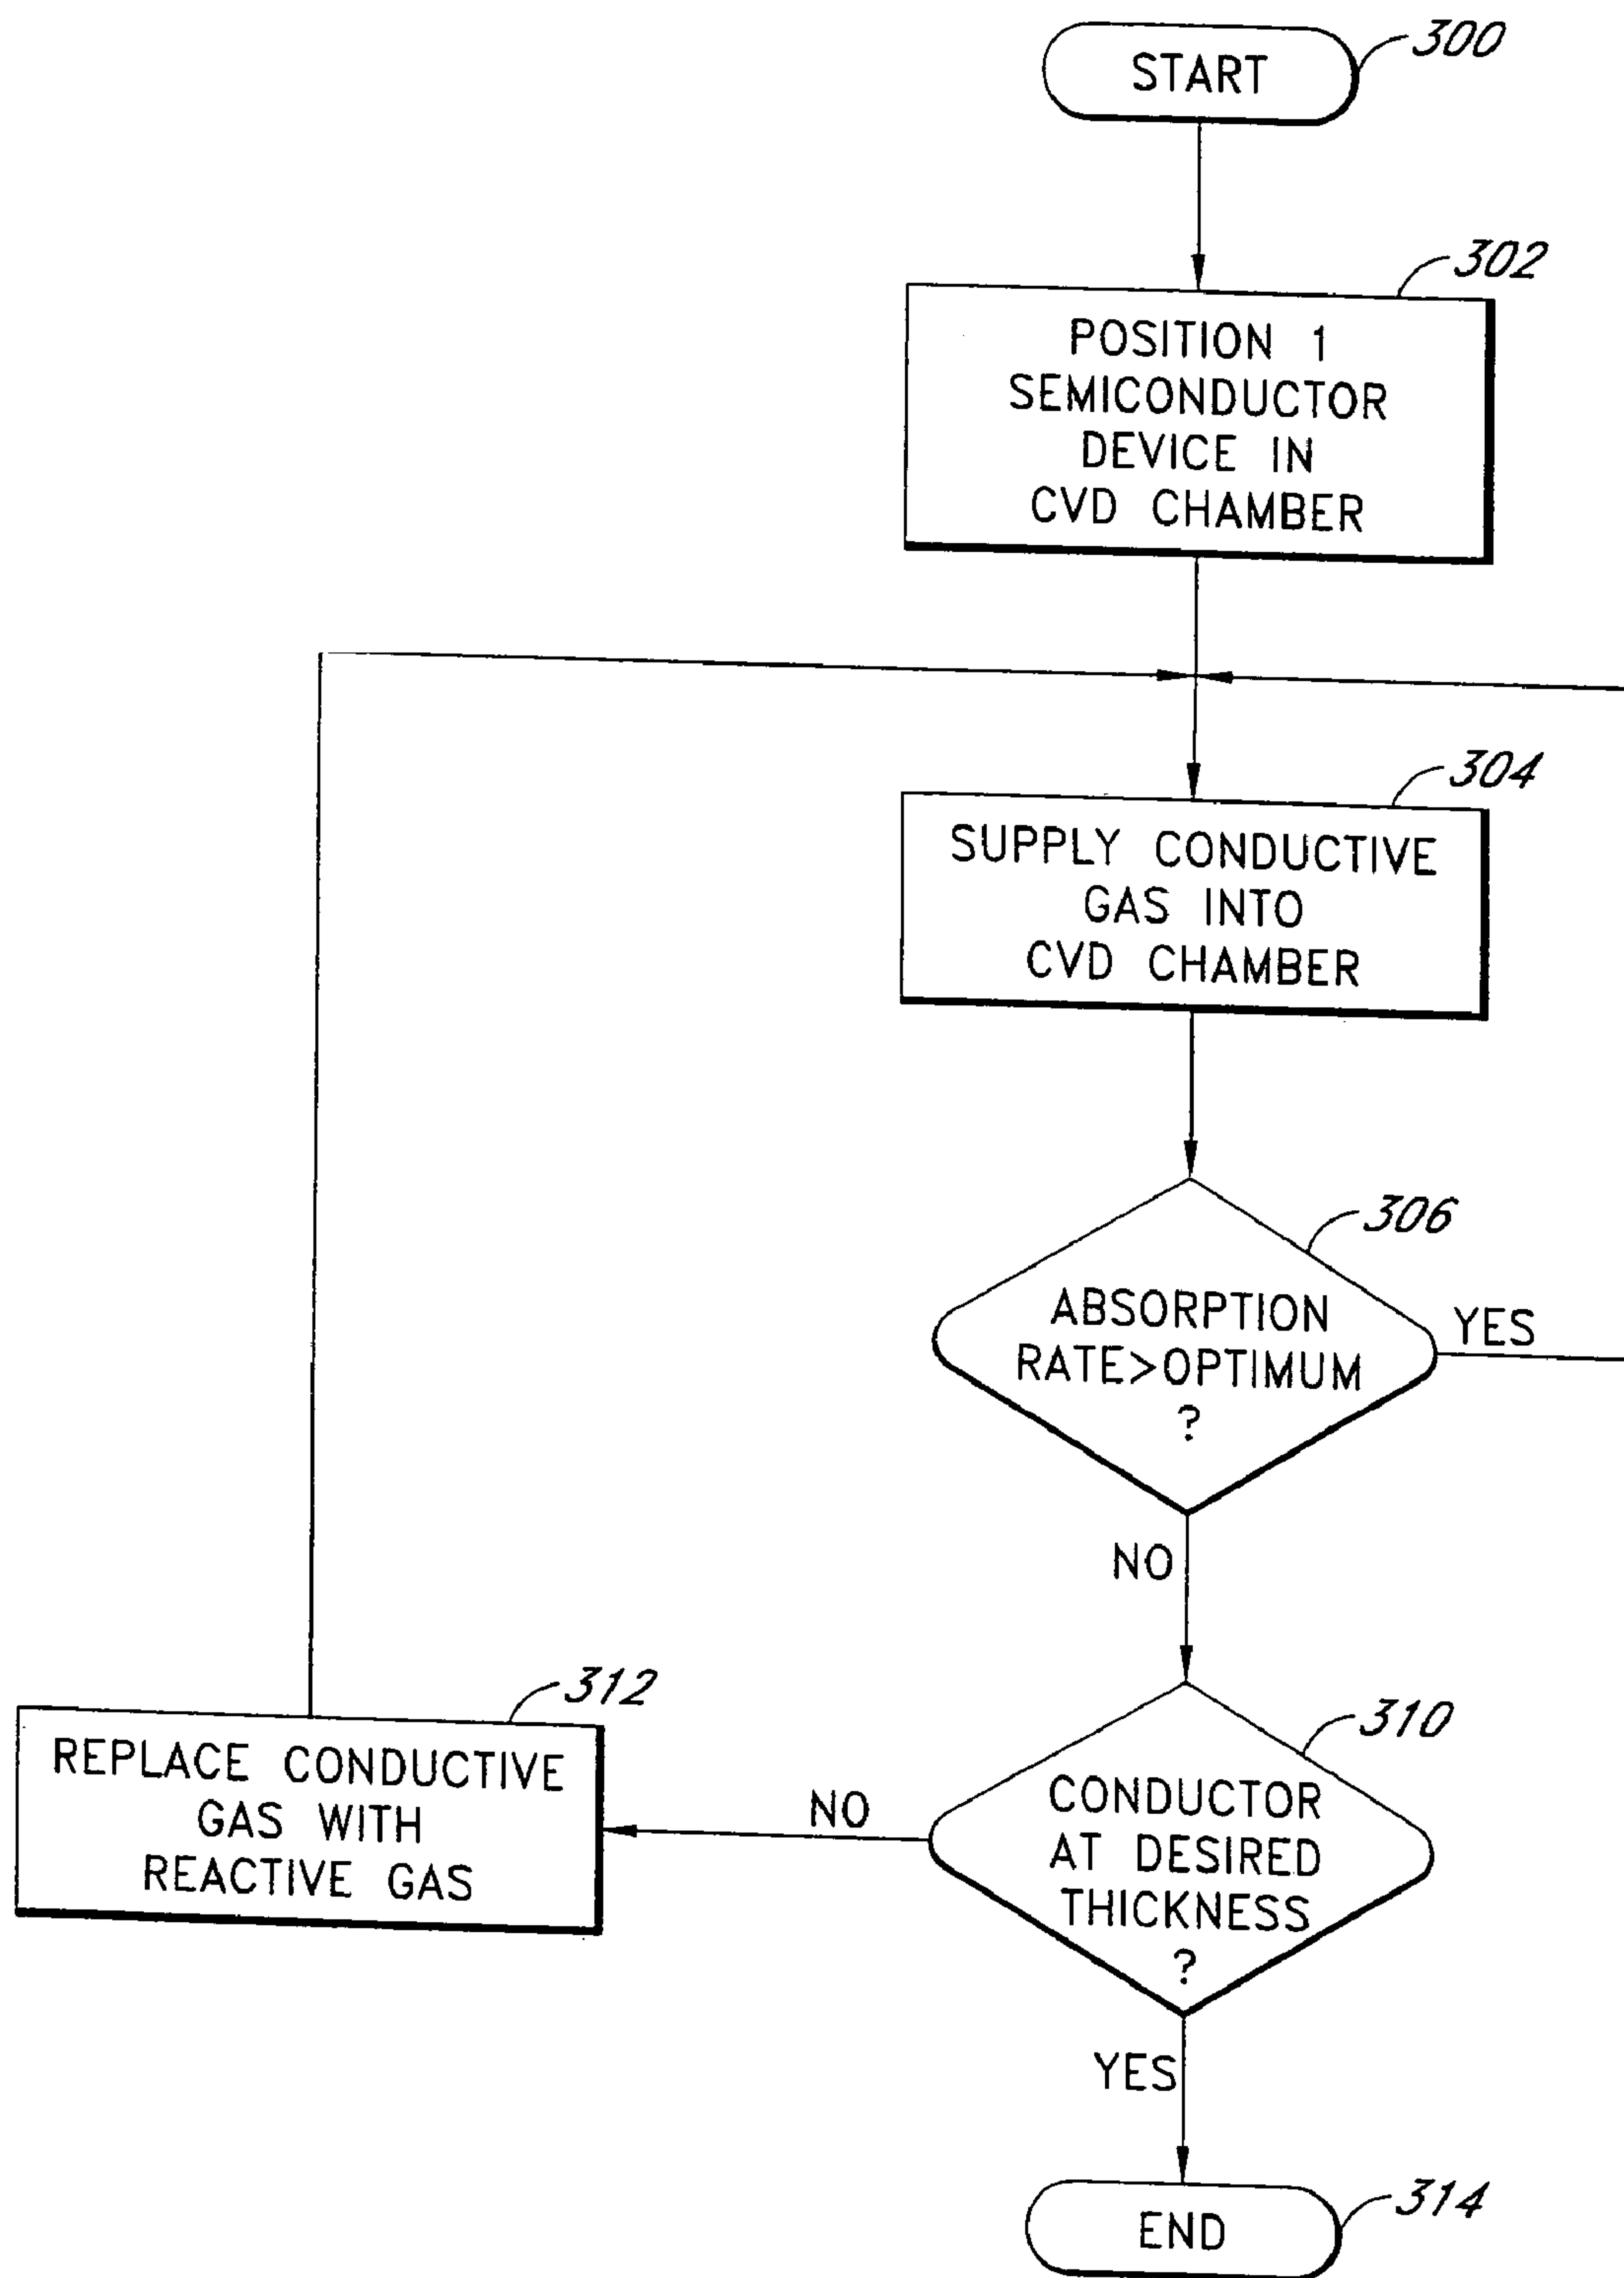 START
300
302
POSITION 1
SEMICONDUCTOR
DEVICE IN
CVD CHAMBER
304
SUPPLY CONDUCTIVE
GAS INTO
CVD CHAMBER
306
ABSORPTION
RATE>OPTIMUM
?
YES
NO
312
REPLACE CONDUCTIVE
GAS WITH
REACTIVE GAS
NO
310
CONDUCTOR
AT DESIRED
THICKNESS
?
YES
END
314